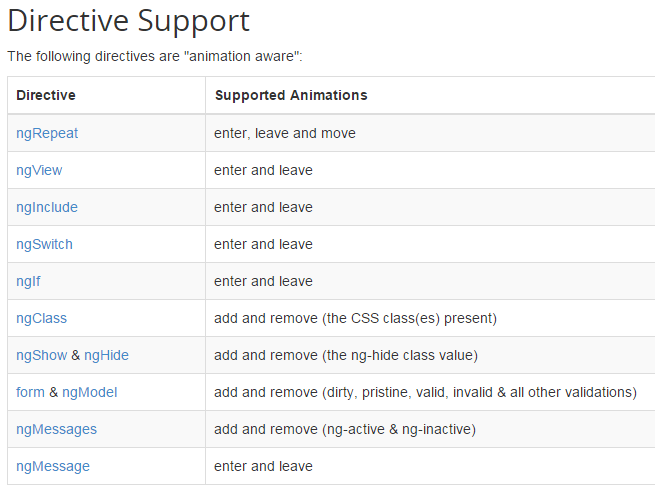 Directive Support
The following directives are "animation aware":
Directive Supported Animations
ngRepeat enter, leave and move
ngView enter and leave
ngInclude enter and leave
ngSwitch enter and leave
ngIf enter and leave
ngClass add and remove (the CSS class(es) present)
ngShow & ngHide add and remove (the ng-hide class value)
form & ngModel add and remove (dirty, pristine, valid, invalid & all other validations)
ngMessages add and remove (ng-active & ng-inactive)
ngMessage enter and leave